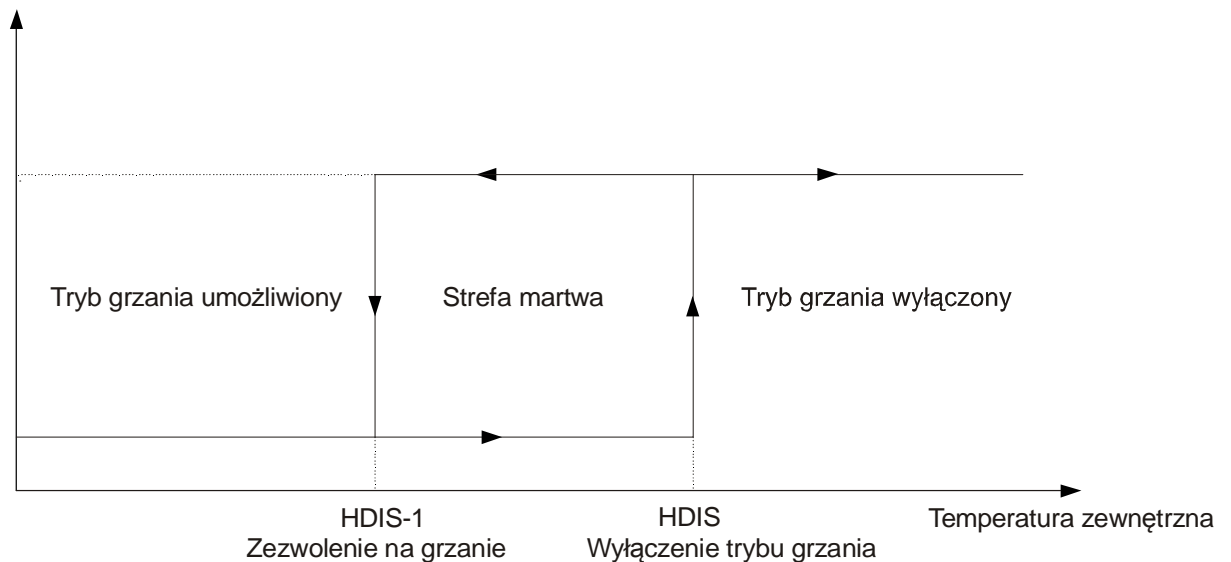 Tryb grzania umożliwiony
Strefa martwa
Tryb grzania wyłączony
HDIS-1
Zezwolenie na grzanie
HDIS
Wyłączenie trybu grzania
Temperatura zewnętrzna